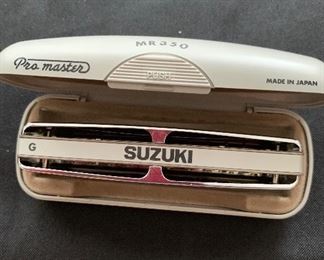 MR350
Pro master
PUSH
MADE IN JAPAN
G
SUZUKI